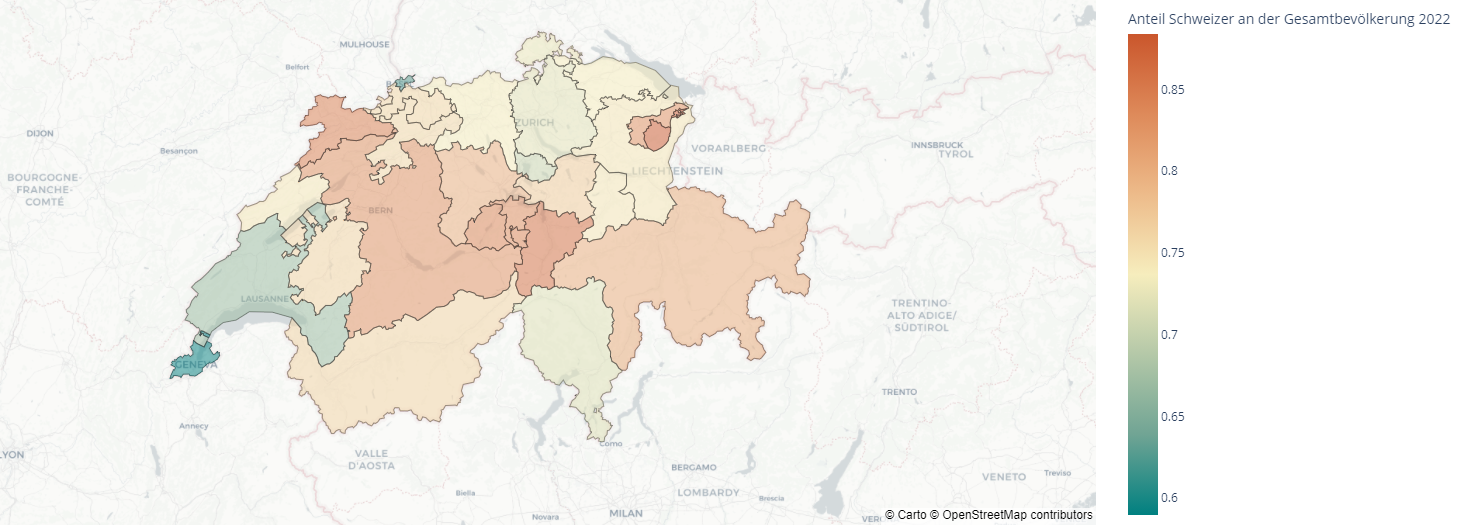 Anteil Schweizer an der Gesamtbevölkerung 2022
MULHOUSE
Belfort
0.85
ZURICH
DIJON
INNSBRUCK
Besançon
VORARLBERG
TYROL
LIECHTENSTEIN
0.8
BOURGOGNE-
FRANCHE-
COMTÉ
BERN
0.75
LAUSANNE
TRENTINO-
ALTO ADIGE/
SÜDTIROL
0.7
GENEVA
TRENTO
0.65
Annecy
Como
LYON
VALLE
D'AOSTA
BERGAMO
VENETO
Treviso
Biella
LOMBARDY
Brescia
0.6
Novara
MILAN
© Carto © OpenStreetMap contributors